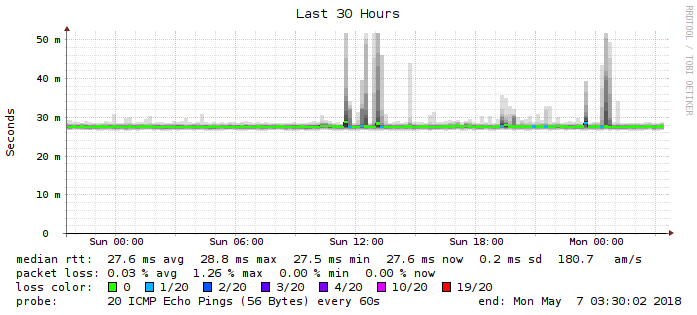 Last 30 Hours
RRDTOOL / TOBI OETIKER
Seconds
50 m
40 m
30 m
20 m
10 m
0
Sun 00:00 Sun 06:00 Sun 12:00 Sun 18:00 Mon 00:00
median rtt: 27.6 ms avg 28.8 ms max 27.5 ms min 27.6 ms now 0.2 ms sd 180.7 am/s
packet loss: 0.03 % avg 1.26 % max 0.00 % min 0.00 % now
loss color: 0 1/20 2/20 3/20 4/20 10/20 19/20
probe: 20 ICMP Echo Pings (56 Bytes) every 60s end: Mon May 7 03:30:02 2018